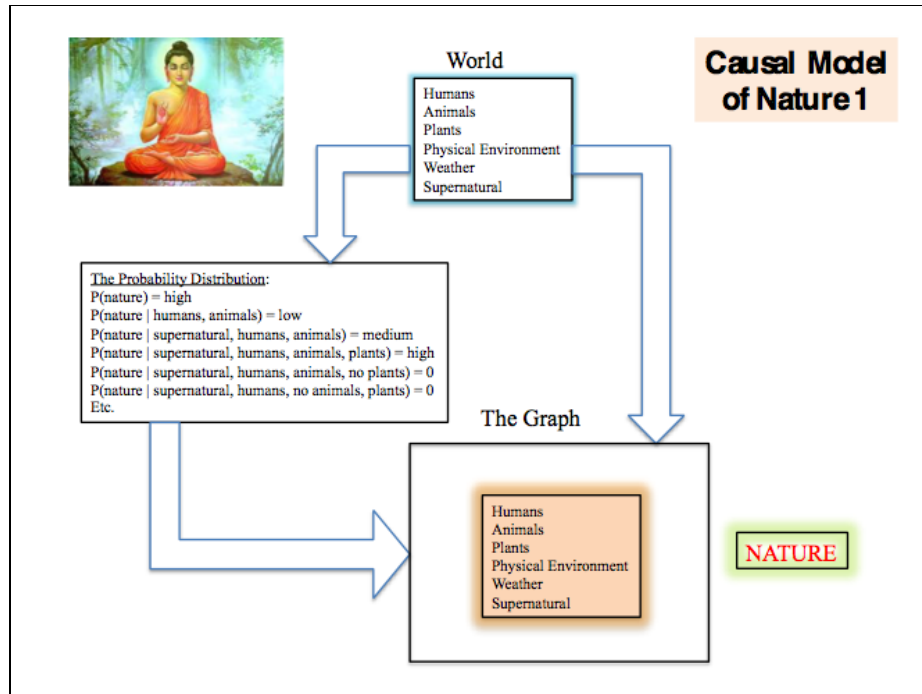 World
Causal Model
of Nature 1
Humans
Animals
Plants
Physical Environment
Weather
Supernatural
The Probability Distribution:
P(nature) = high
P(nature | humans, animals) = low
P(nature | supernatural, humans, animals) = medium
P(nature | supernatural, humans, animals, plants) = high
P(nature | supernatural, humans, animals, no plants) = 0
P(nature | supernatural, humans, no animals, plants) = 0
Etc.
The Graph
Humans
Animals
Plants
Physical Environment
Weather
Supernatural
NATURE